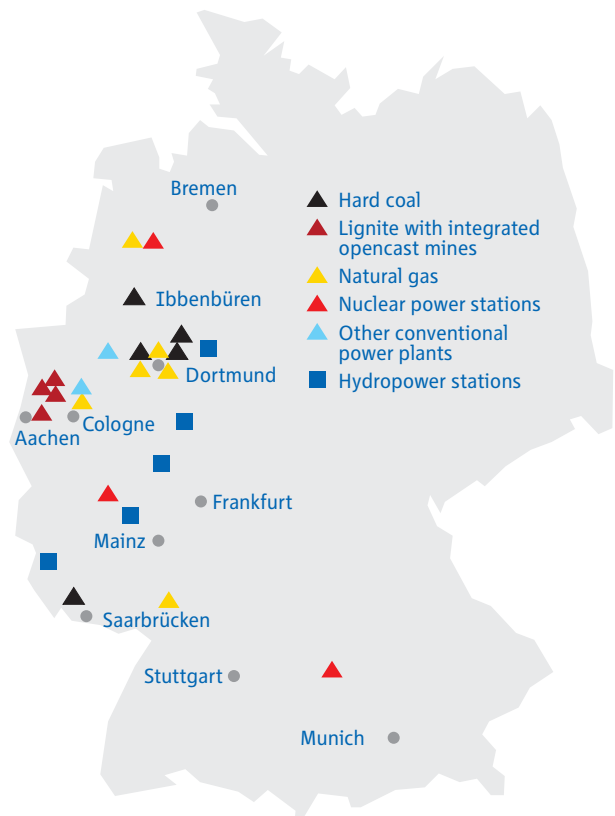 Bremen
Hard coal
Lignite with integrated
opencast mines
Natural gas
Ibbenbüren
Nuclear power stations
Other conventional
power plants
Dortmund
Hydropower stations
Cologne
Aachen
Frankfurt
Mainz
Saarbrücken
Stuttgart
Munich